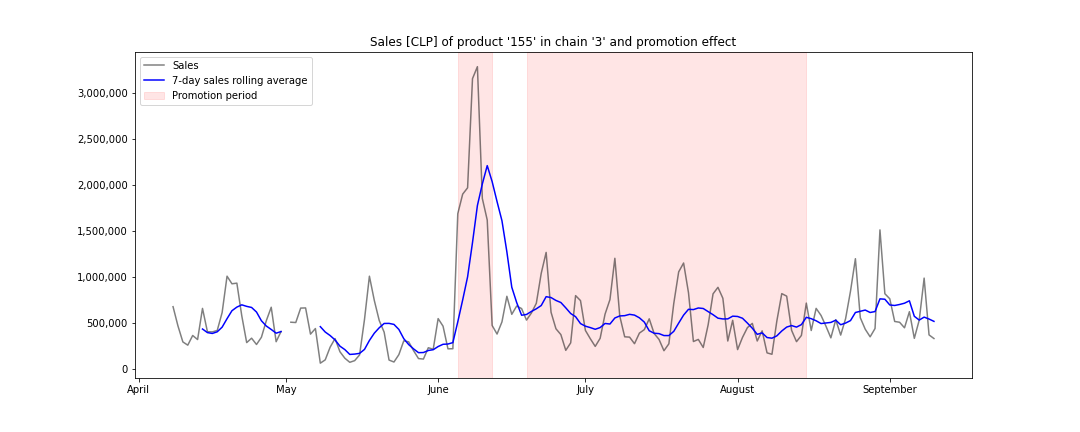 Sales [CLP] of product '155' in chain '3' and promotion effect
Sales
7-day sales rolling average
Promotion period
3,000,000
2,500,000
2,000,000
1,500,000
1,000,000
500,000
0
April May June July August September